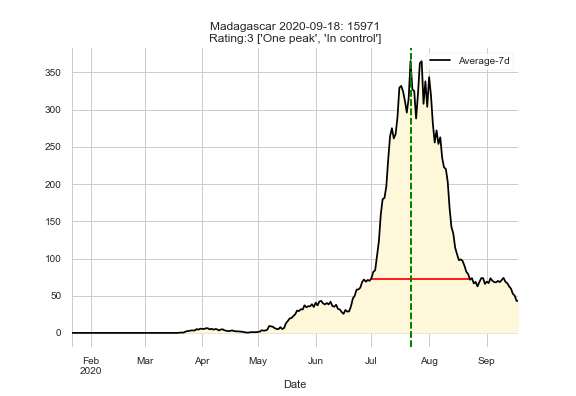 Madagascar 2020-09-18: 15971
Rating:3 ['One peak', 'In control']
Average-7d
350
300
250
200
150
100
50
0
Feb
2020
Mar
Apr
May
Jun
Jul
Aug
Sep
Date